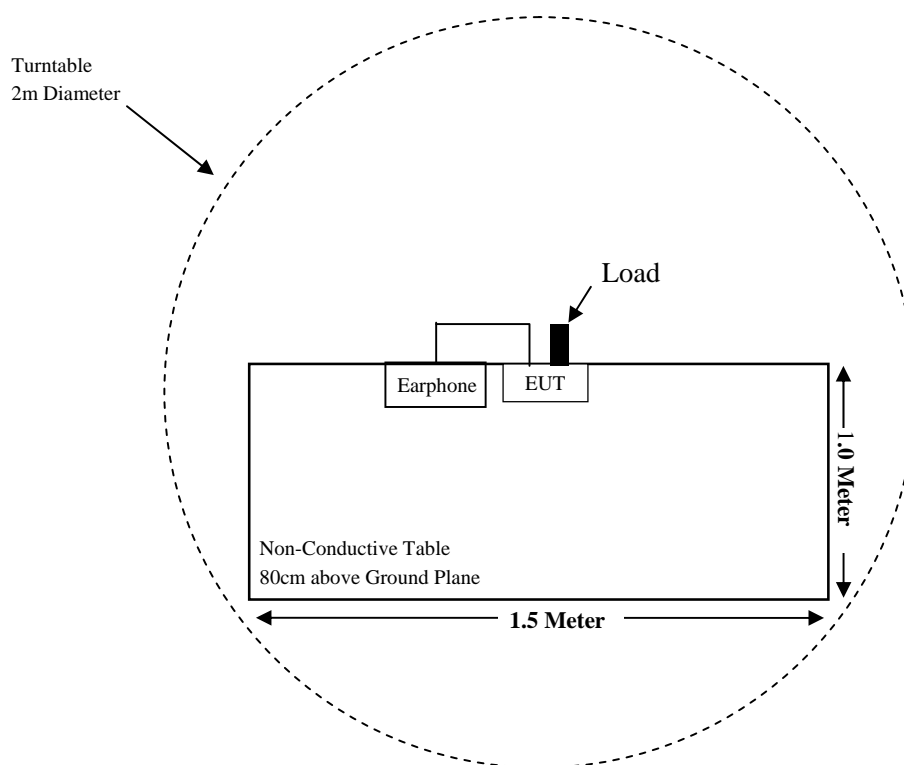 Turntable
2m Diameter
Load
Earphone
EUT
1.0 Meter
Non-Conductive Table
80cm above Ground Plane
1.5 Meter